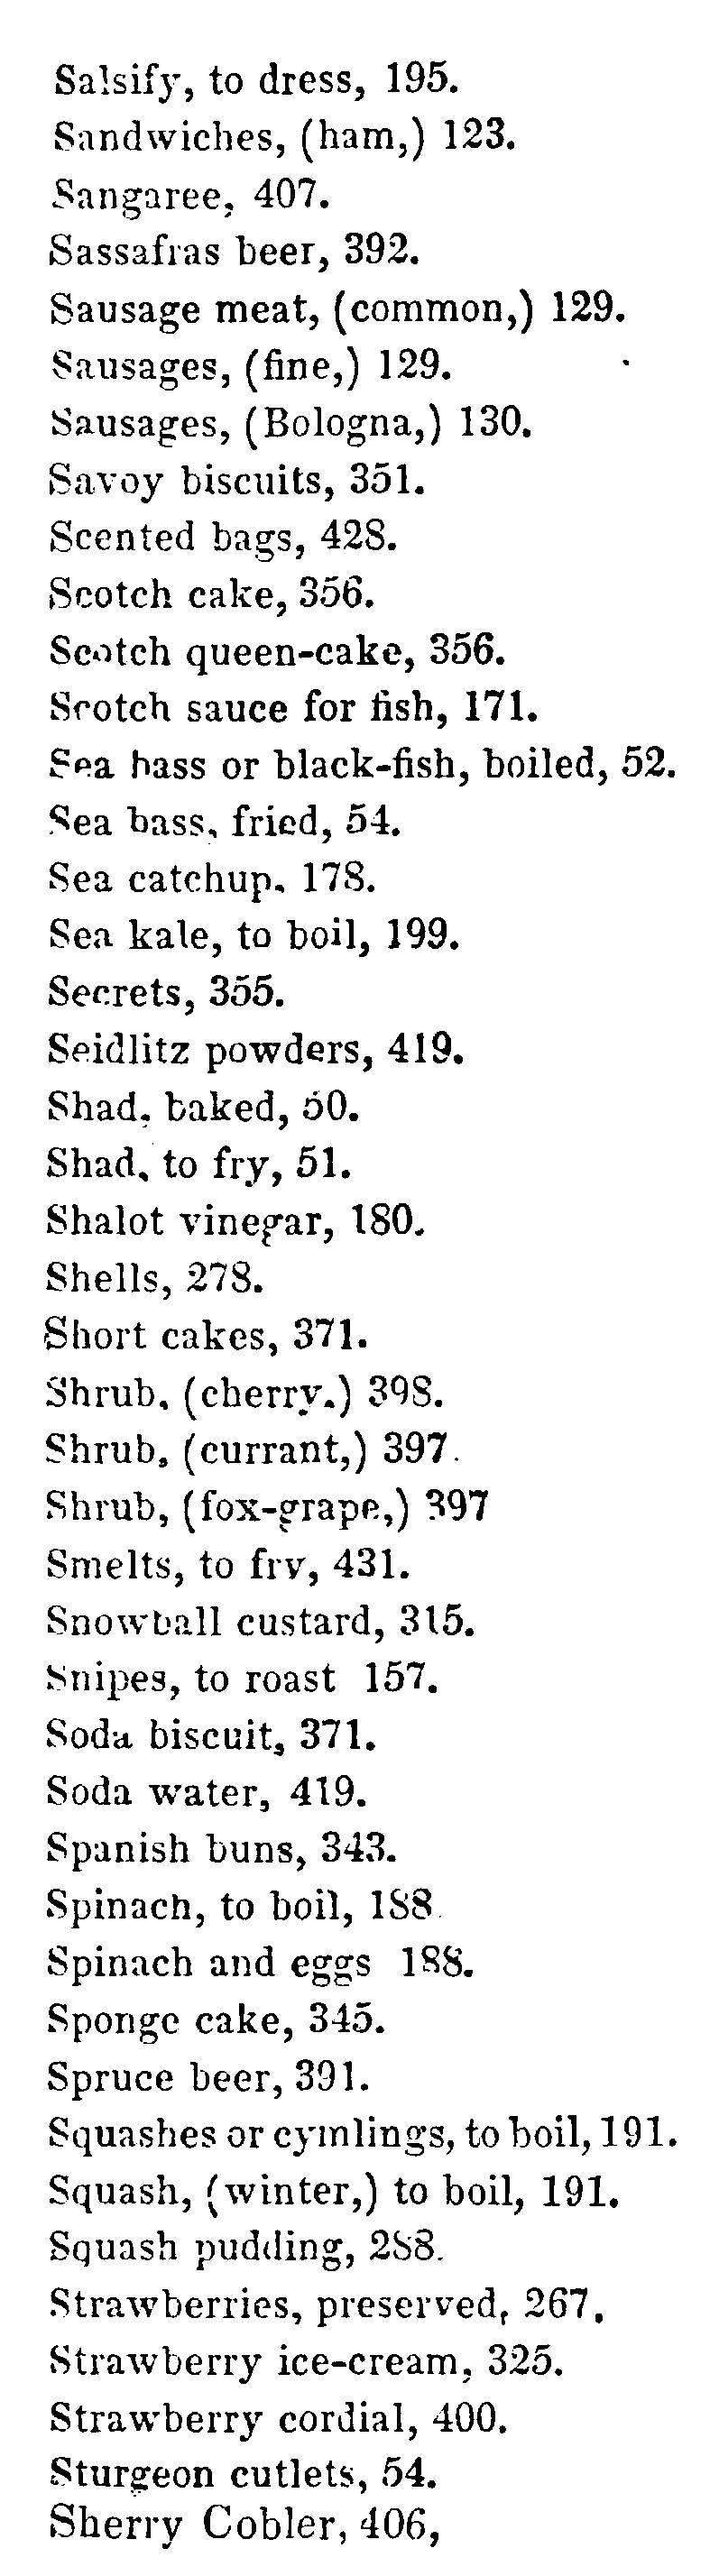 Salsify, to dress, 195.
Sandwiches, (ham,) 123.
Sangaree, 407.
Sassafras beer, 392.
Sausage meat, (common,) 129.
Sausages, (fine,) 129.
Sausages, (Bologna,) 130.
Savoy biscuits, 351.
Scented bags, 428.
Scotch cake, 356.
Scotch queen-cake, 356.
Scotch sauce for fish, 171.
Sea bass or black-fish, boiled, 52.
Sea bass, fried, 54.
Sea catchup, 178.
Sea kale, to boil, 199.
Secrets, 355.
Seidlitz powders, 419.
Shad, baked, 50.
Shad, to fry, 51.
Shalot vinegar, 180.
Shells, 278.
Short cakes, 371.
Shrub, (cherry.) 398.
Shrub, (currant,) 397.
Shrub, (fox-grape,) 397
Smelts, to fry, 431.
Snowball custard, 315.
Snipes, to roast 157.
Soda biscuit, 371.
Soda water, 419.
Spanish buns, 343.
Spinach, to boil, 188.
Spinach and eggs 188.
Sponge cake, 345.
Spruce beer, 391.
Squashes or cymlings, to boil, 191.
Squash, (winter,) to boil, 191.
Squash pudding, 288.
Strawberries, preserved, 267.
Strawberry ice-cream, 325.
Strawberry cordial, 400.
Sturgeon cutlets, 54.
Sherry Cobler, 406,